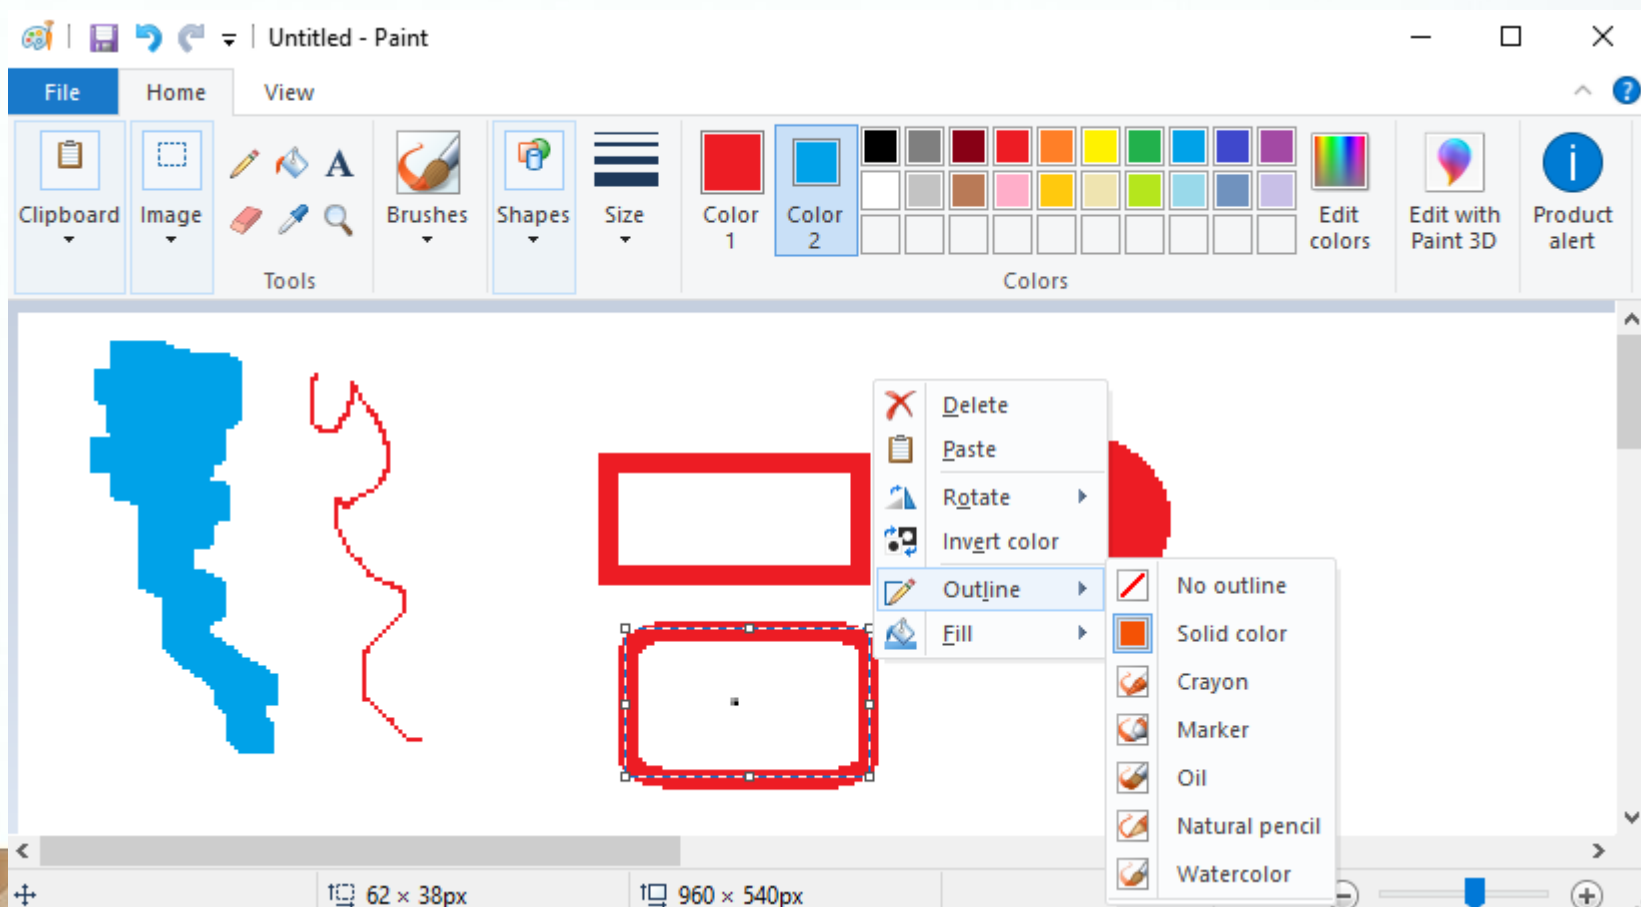 Untitled - Paint
File Home View
Clipboard Image A Brushes Shapes Size Color 1 Color 2 Edit colors Edit with Paint 3D Product alert
Tools Colors
Delete
Paste
Rotate
Invert color
Outline
Fill
No outline
Solid color
Crayon
Marker
Oil
Natural pencil
Watercolor
62 × 38px 960 × 540px